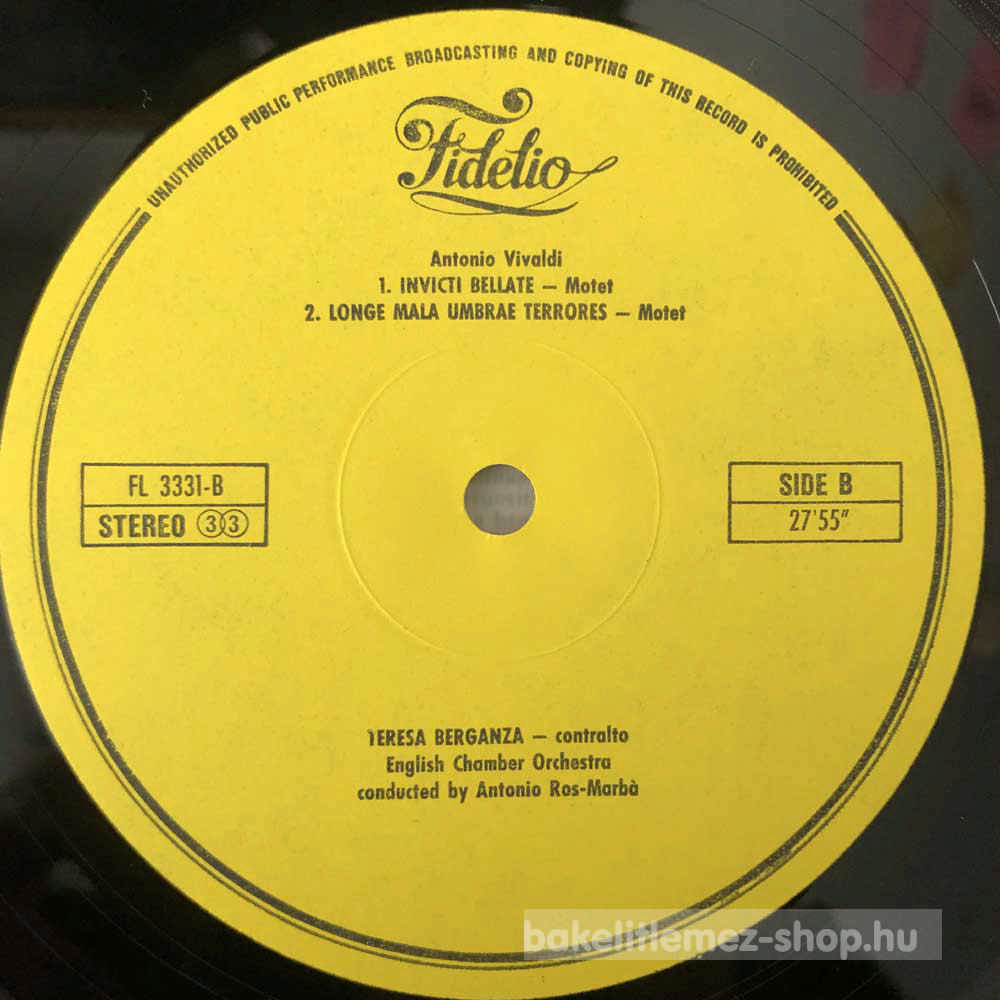 UNAUTHORIZED PUBLIC PERFORMANCE BROADCASTING AND COPYING OF THIS RECORD IS PROHIBITED
Fidelio
Antonio Vivaldi
1. INVICTI BELLATE — Motet
2. LONGE MALA UMBRAE TERRORES — Motet
FL 3331-B
STEREO 33
SIDE B
27'55"
TERESA BERGANZA — contralto
English Chamber Orchestra
conducted by Antonio Ros-Marbà
bakelitlemez-shop.hu